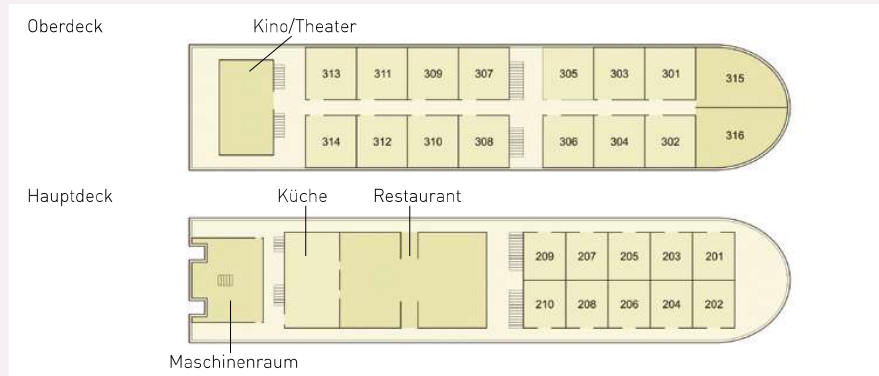 Oberdeck Kino/Theater
313 311 309 307 305 303 301 315
314 312 310 308 306 304 302 316
Hauptdeck Küche Restaurant
209 207 205 203 201
210 208 206 204 202
Maschinenraum